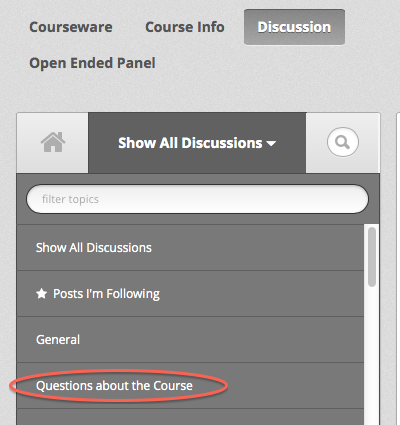 Courseware Course Info Discussion
Open Ended Panel
Show All Discussions
filter topics
Show All Discussions
Posts I'm Following
General
Questions about the Course